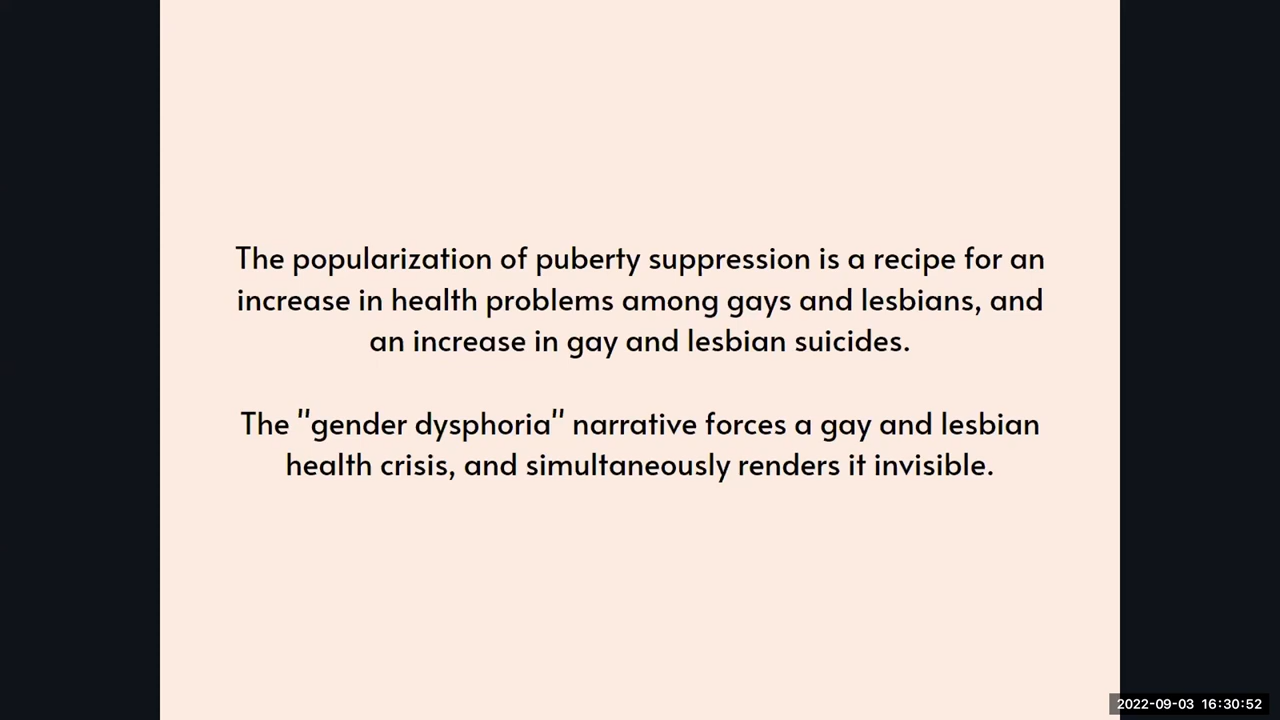 The popularization of puberty suppression is a recipe for an
increase in health problems among gays and lesbians, and
an increase in gay and lesbian suicides.
The "gender dysphoria" narrative forces a gay and lesbian
health crisis, and simultaneously renders it invisible.
2022-09-03 16:30:52